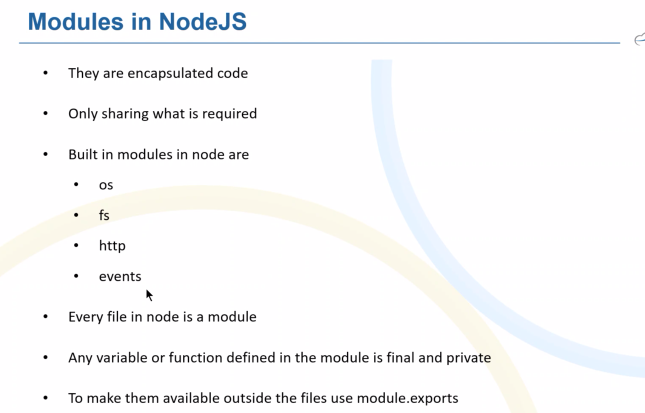 Modules in NodeJS
• They are encapsulated code
• Only sharing what is required
• Built in modules in node are
• os
• fs
• http
• events
• Every file in node is a module
• Any variable or function defined in the module is final and private
• To make them available outside the files use module.exports